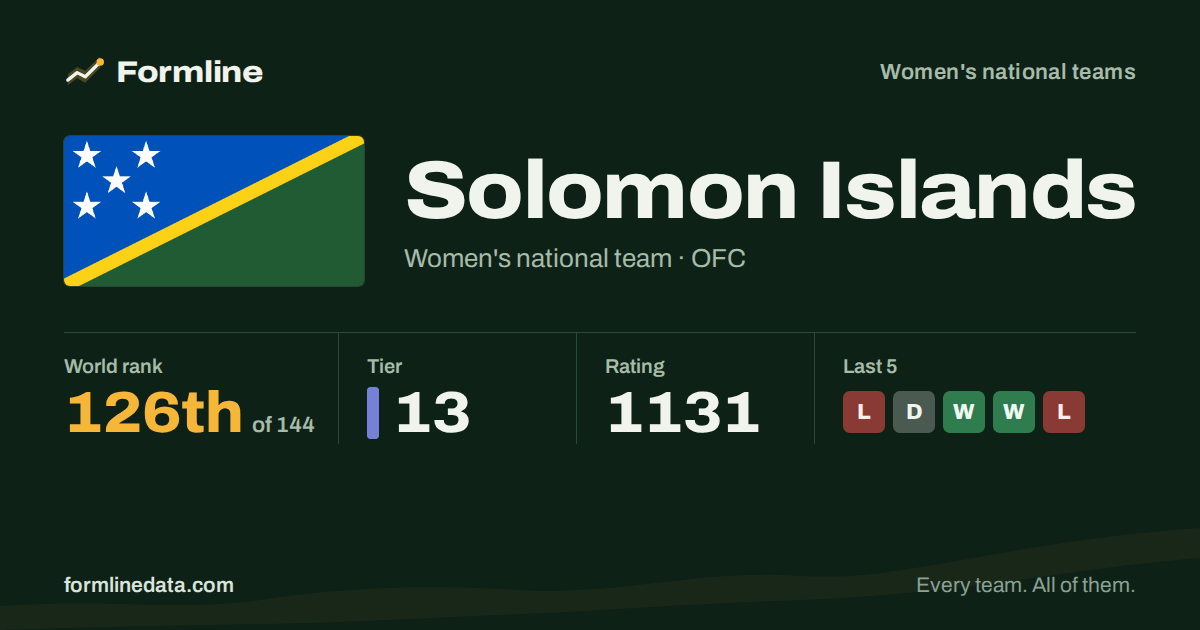 Formline
Women's national teams
Solomon Islands
Women's national team · OFC
World rank
126th of 144
Tier
13
Rating
1131
Last 5
L D W W L
formlinedata.com
Every team. All of them.